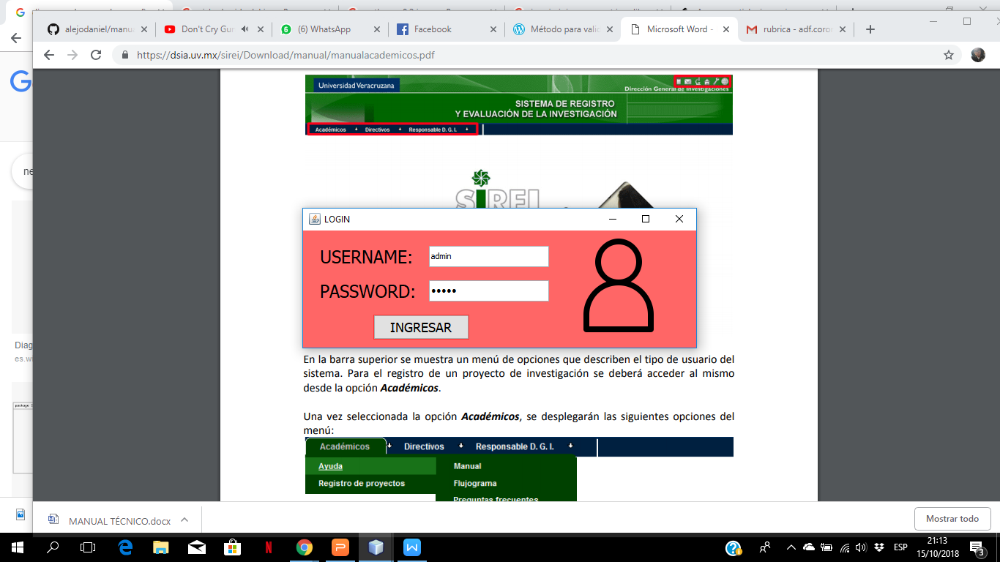 alejodaniel/manu
Don't Cry Gu
(6) WhatsApp
Facebook
Método para valid
Microsoft Word -
rubrica - adf.coron
https://dsia.uv.mx/sirei/Download/manual/manualacademicos.pdf
Universidad Veracruzana
Dirección General de Investigaciones
SISTEMA DE REGISTRO
Y EVALUACIÓN DE LA INVESTIGACIÓN
Académicos Directivos Responsable D. G. I.
SIREI
ne
LOGIN
USERNAME: admin
PASSWORD: •••••
INGRESAR
Diag
es.wi
En la barra superior se muestra un menú de opciones que describen el tipo de usuario del
sistema. Para el registro de un proyecto de investigación se deberá acceder al mismo
desde la opción Académicos.
Una vez seleccionada la opción Académicos, se desplegarán las siguientes opciones del
menú:
Académicos Directivos Responsable D. G. I.
Ayuda Manual
Registro de proyectos Flujograma
Preguntas frecuentes
MANUAL TÉCNICO.docx
Mostrar todo
ESP
21:13
15/10/2018
3